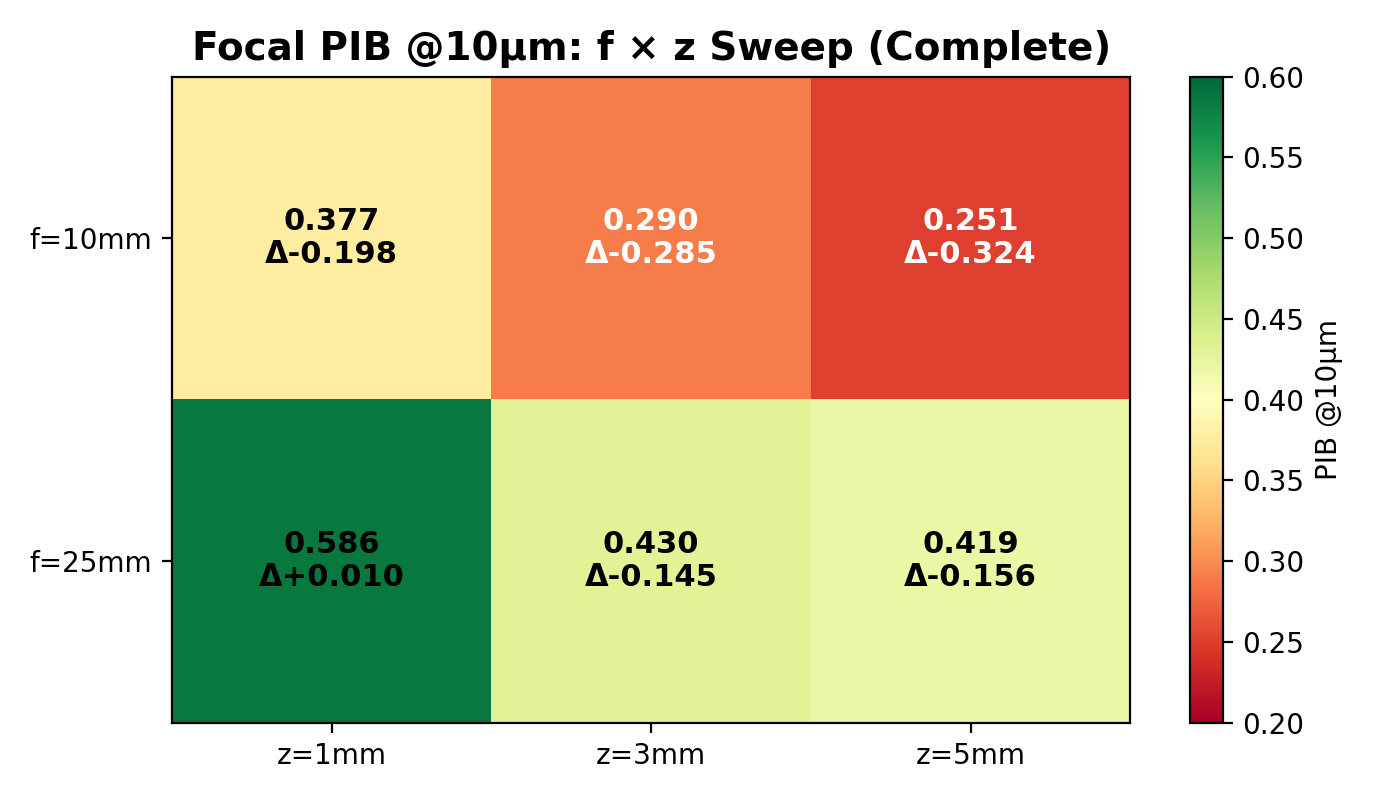 Focal PIB @10μm: f × z Sweep (Complete)
f=10mm
0.377
Δ-0.198
0.290
Δ-0.285
0.251
Δ-0.324
f=25mm
0.586
Δ+0.010
0.430
Δ-0.145
0.419
Δ-0.156
z=1mm
z=3mm
z=5mm
0.60
0.55
0.50
0.45
0.40
0.35
0.30
0.25
0.20
PIB @10μm